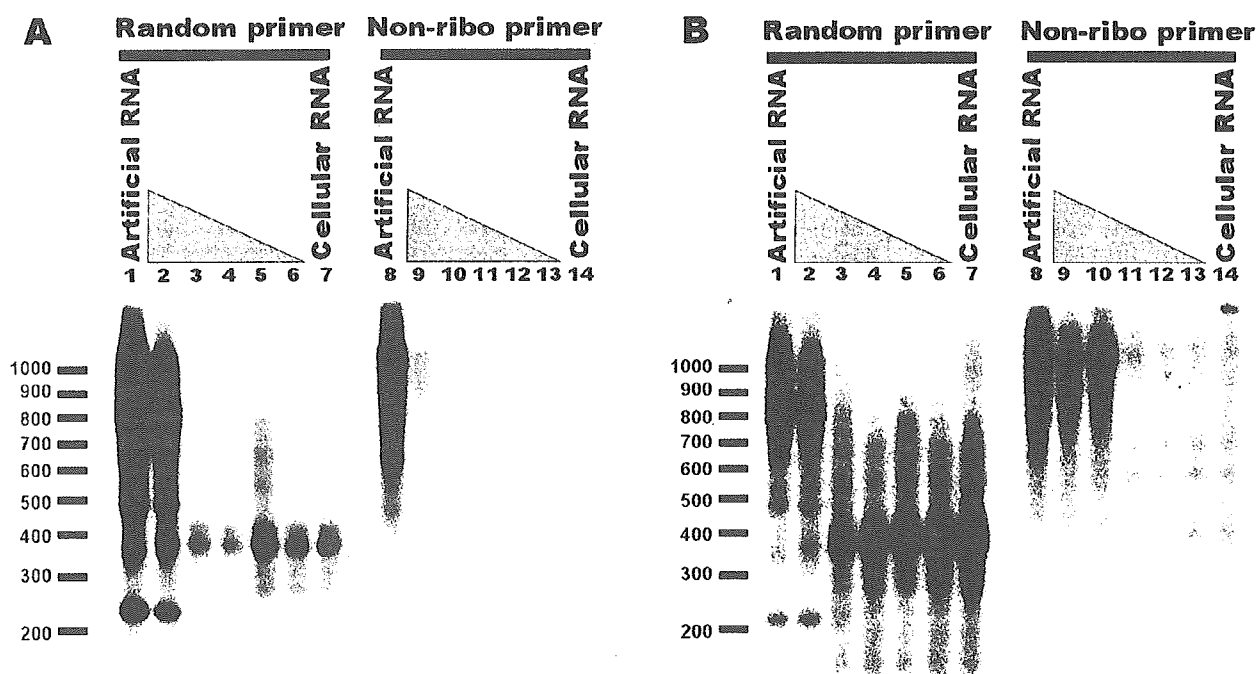 A
Random primer
Non-ribo primer
Artificial RNA
Cellular RNA
Artificial RNA
Cellular RNA
1 2 3 4 5 6 7
8 9 10 11 12 13 14
1000
900
800
700
600
500
400
300
200
B
Random primer
Non-ribo primer
Artificial RNA
Cellular RNA
Artificial RNA
Cellular RNA
1 2 3 4 5 6 7
8 9 10 11 12 13 14
1000
900
800
700
600
500
400
300
200